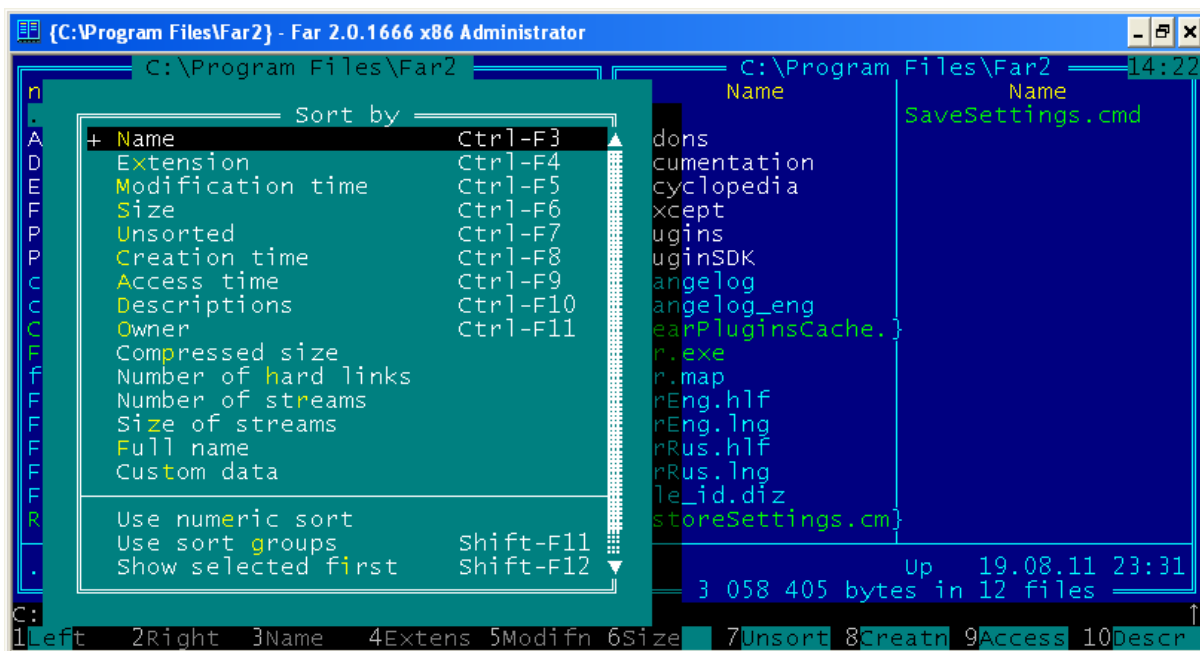 {C:\Program Files\Far2} - Far 2.0.1666 x86 Administrator
C:\Program Files\Far2
C:\Program Files\Far2 14:22
n Name Name
Sort by
SaveSettings.cmd
A + Name Ctrl-F3 dons
D Extension Ctrl-F4 cumentation
E Modification time Ctrl-F5 cyclopedia
F Size Ctrl-F6 xcept
P Unsorted Ctrl-F7 ugins
P Creation time Ctrl-F8 uginSDK
c Access time Ctrl-F9 angelog
c Descriptions Ctrl-F10 angelog_eng
C Owner Ctrl-F11 earPluginsCache.}
F Compressed size r.exe
f Number of hard links r.map
F Number of streams rEng.hlf
F Size of streams rEng.lng
F Full name rRus.hlf
F Custom data rRus.lng
F le_id.diz
R Use numeric sort storeSettings.cm}
Use sort groups Shift-F11
. Show selected first Shift-F12 Up 19.08.11 23:31
3 058 405 bytes in 12 files
C:
1Left 2Right 3Name 4Extens 5Modifn 6Size 7Unsort 8Creatn 9Access 10Descr